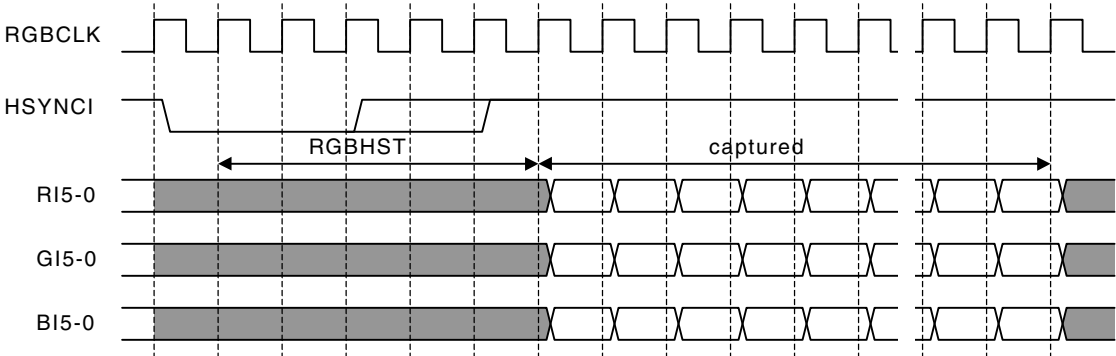 RGBCLK
HSYNCI
RGBHST captured
RI5-0
GI5-0
BI5-0